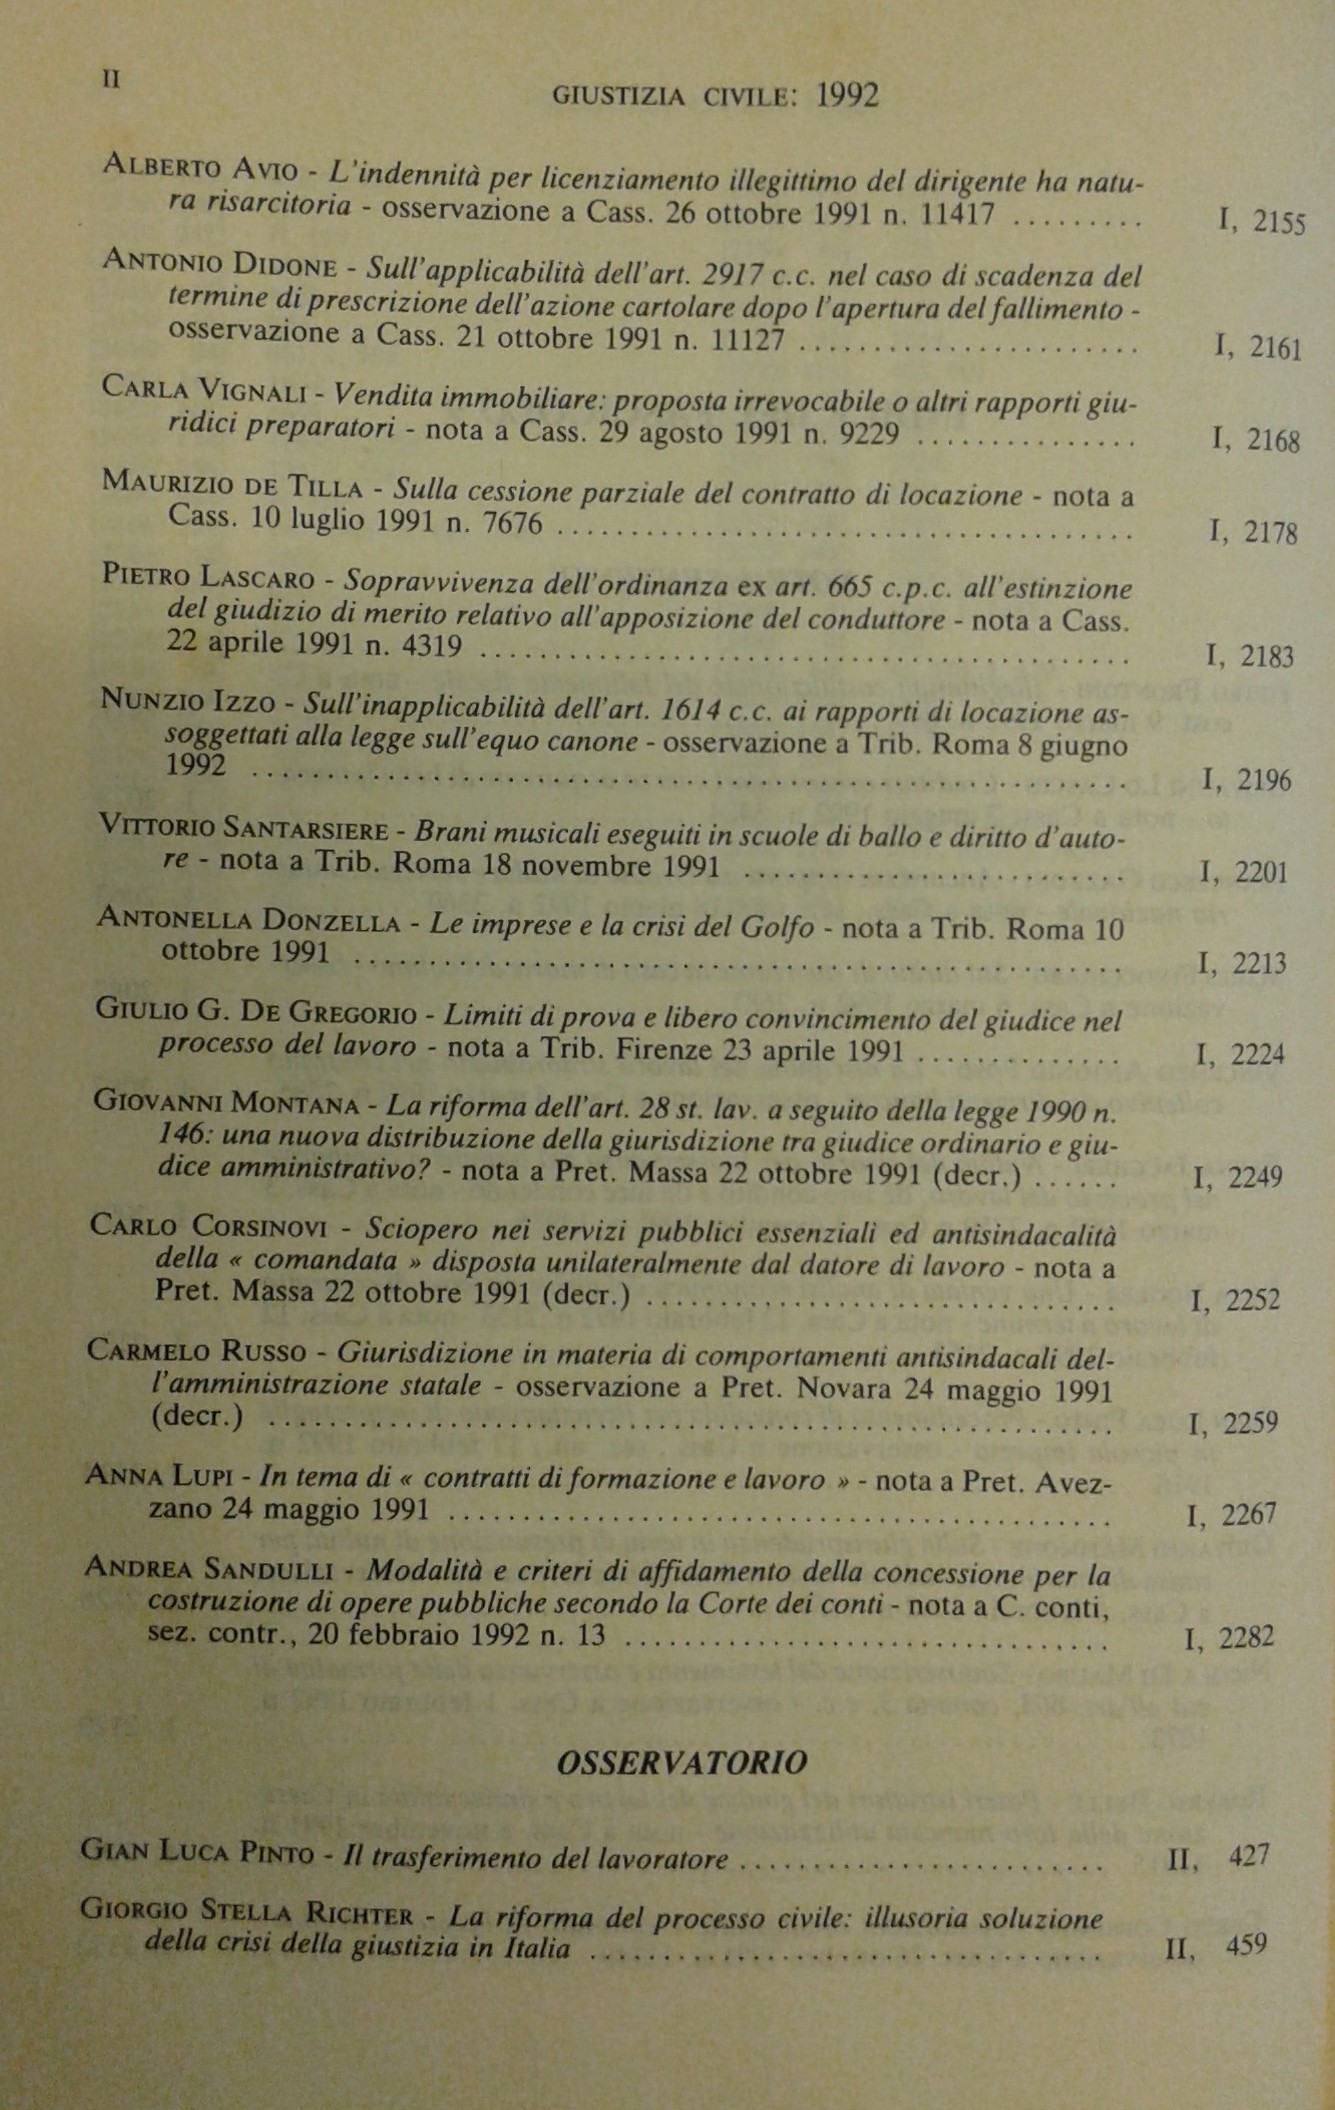 II
GIUSTIZIA CIVILE: 1992
ALBERTO AVIO - L'indennità per licenziamento illegittimo del dirigente ha natu-
ra risarcitoria - osservazione a Cass. 26 ottobre 1991 n. 11417 ......... I, 2155
ANTONIO DIDONE - Sull'applicabilità dell'art. 2917 c.c. nel caso di scadenza del
termine di prescrizione dell'azione cartolare dopo l'apertura del fallimento -
osservazione a Cass. 21 ottobre 1991 n. 11127 ....................... I, 2161
CARLA VIGNALI - Vendita immobiliare: proposta irrevocabile o altri rapporti giu-
ridici preparatori - nota a Cass. 29 agosto 1991 n. 9229 ............... I, 2168
MAURIZIO DE TILLA - Sulla cessione parziale del contratto di locazione - nota a
Cass. 10 luglio 1991 n. 7676 ....................................... I, 2178
PIETRO LASCARO - Sopravvivenza dell'ordinanza ex art. 665 c.p.c. all'estinzione
del giudizio di merito relativo all'apposizione del conduttore - nota a Cass.
22 aprile 1991 n. 4319 ............................................ I, 2183
NUNZIO IZZO - Sull'inapplicabilità dell'art. 1614 c.c. ai rapporti di locazione as-
soggettati alla legge sull'equo canone - osservazione a Trib. Roma 8 giugno
1992 ........................................................... I, 2196
VITTORIO SANTARSIERE - Brani musicali eseguiti in scuole di ballo e diritto d'auto-
re - nota a Trib. Roma 18 novembre 1991 .......................... I, 2201
ANTONELLA DONZELLA - Le imprese e la crisi del Golfo - nota a Trib. Roma 10
ottobre 1991 .................................................... I, 2213
GIULIO G. DE GREGORIO - Limiti di prova e libero convincimento del giudice nel
processo del lavoro - nota a Trib. Firenze 23 aprile 1991 .............. I, 2224
GIOVANNI MONTANA - La riforma dell'art. 28 st. lav. a seguito della legge 1990 n.
146: una nuova distribuzione della giurisdizione tra giudice ordinario e giu-
dice amministrativo? - nota a Pret. Massa 22 ottobre 1991 (decr.) ...... I, 2249
CARLO CORSINOVI - Sciopero nei servizi pubblici essenziali ed antisindacalità
della « comandata » disposta unilateralmente dal datore di lavoro - nota a
Pret. Massa 22 ottobre 1991 (decr.) ................................ I, 2252
CARMELO RUSSO - Giurisdizione in materia di comportamenti antisindacali del-
l'amministrazione statale - osservazione a Pret. Novara 24 maggio 1991
(decr.) ......................................................... I, 2259
ANNA LUPI - In tema di « contratti di formazione e lavoro » - nota a Pret. Avez-
zano 24 maggio 1991 ............................................. I, 2267
ANDREA SANDULLI - Modalità e criteri di affidamento della concessione per la
costruzione di opere pubbliche secondo la Corte dei conti - nota a C. conti,
sez. contr., 20 febbraio 1992 n. 13 ................................. I, 2282
OSSERVATORIO
GIAN LUCA PINTO - Il trasferimento del lavoratore ......................... II, 427
GIORGIO STELLA RICHTER - La riforma del processo civile: illusoria soluzione
della crisi della giustizia in Italia ................................... II, 459